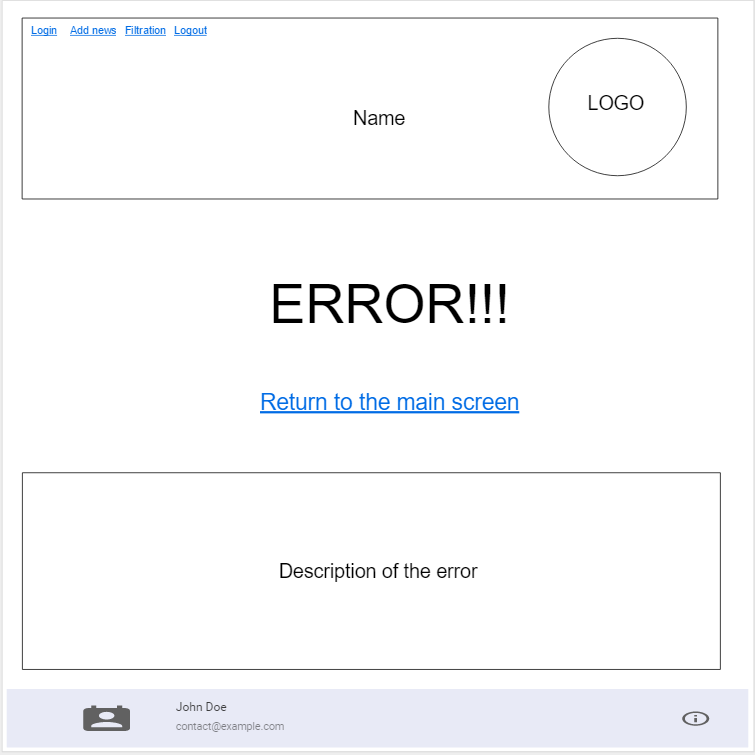 Login Add news Filtration Logout
LOGO
Name
ERROR!!!
Return to the main screen
Description of the error
John Doe
contact@example.com